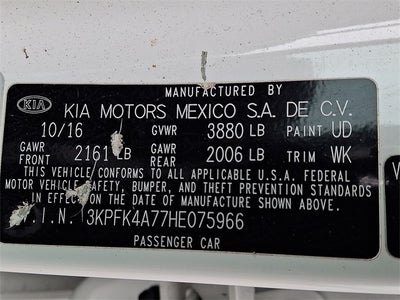 MANUFACTURED BY
KIA KIA MOTORS MEXICO S.A. DE C.V.
10/16 GVWR 3880 LB PAINT UD
GAWR FRONT 2161 LB GAWR REAR 2006 LB TRIM WK
THIS VEHICLE CONFORMS TO ALL APPLICABLE U.S.A. FEDERAL
MOTOR VEHICLE SAFETY, BUMPER, AND THEFT PREVENTION STANDARDS
IN EFFECT ON THE DATE OF MANUFACTURE SHOWN ABOVE.
V.I.N. 3KPFK4A77HE075966
PASSENGER CAR